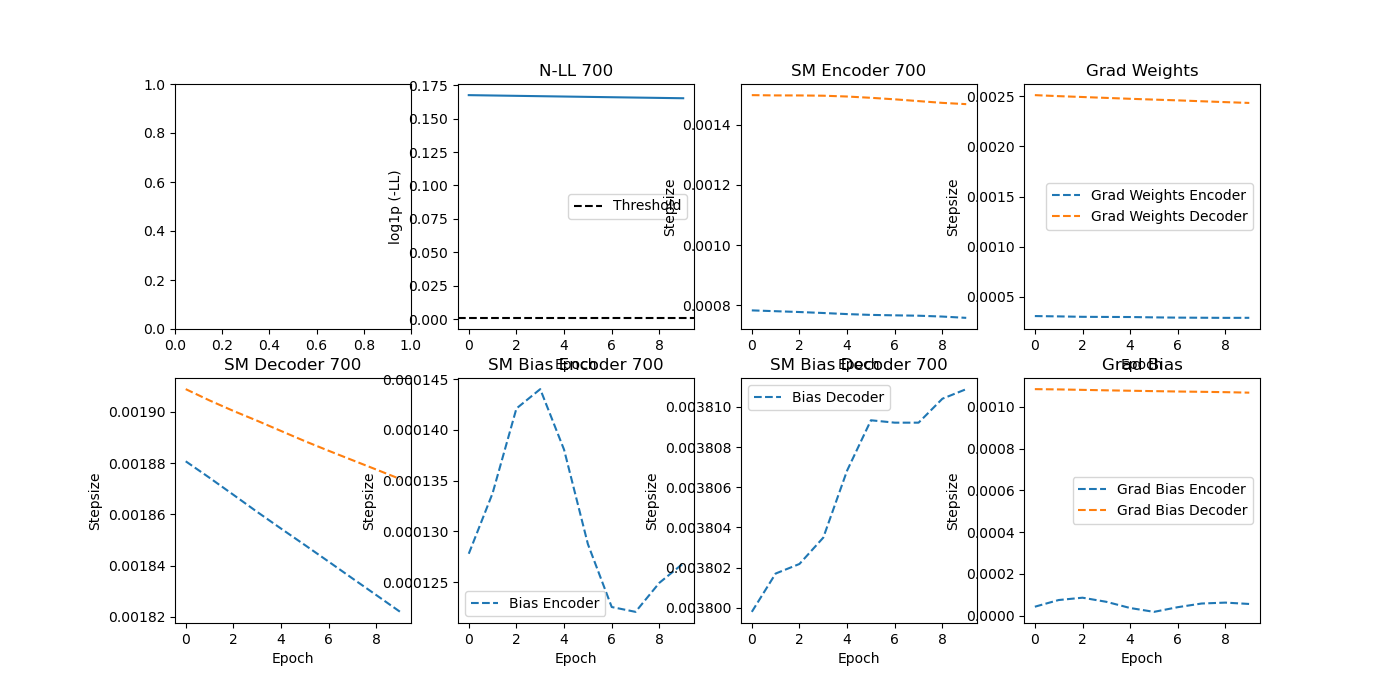 N-LL 700
SM Encoder 700
Grad Weights
1.0
0.8
0.6
0.4
0.2
0.0
0.0 0.2 0.4 0.6 0.8 1.0
log1p (-LL)
0.175
0.150
0.125
0.100
0.075
0.050
0.025
0.000
Threshold
0 2 4 6 8
Epoch
Stepsize
0.0014
0.0012
0.0010
0.0008
0 2 4 6 8
Epoch
Stepsize
0.0025
0.0020
0.0015
0.0010
0.0005
Grad Weights Encoder
Grad Weights Decoder
0 2 4 6 8
Epoch
SM Decoder 700
SM Bias Encoder 700
SM Bias Decoder 700
Grad Bias
Stepsize
0.00190
0.00188
0.00186
0.00184
0.00182
0 2 4 6 8
Epoch
Stepsize
0.000145
0.000140
0.000135
0.000130
0.000125
Bias Encoder
0 2 4 6 8
Epoch
Stepsize
0.003810
0.003808
0.003806
0.003804
0.003802
0.003800
Bias Decoder
0 2 4 6 8
Epoch
Stepsize
0.0010
0.0008
0.0006
0.0004
0.0002
0.0000
Grad Bias Encoder
Grad Bias Decoder
0 2 4 6 8
Epoch